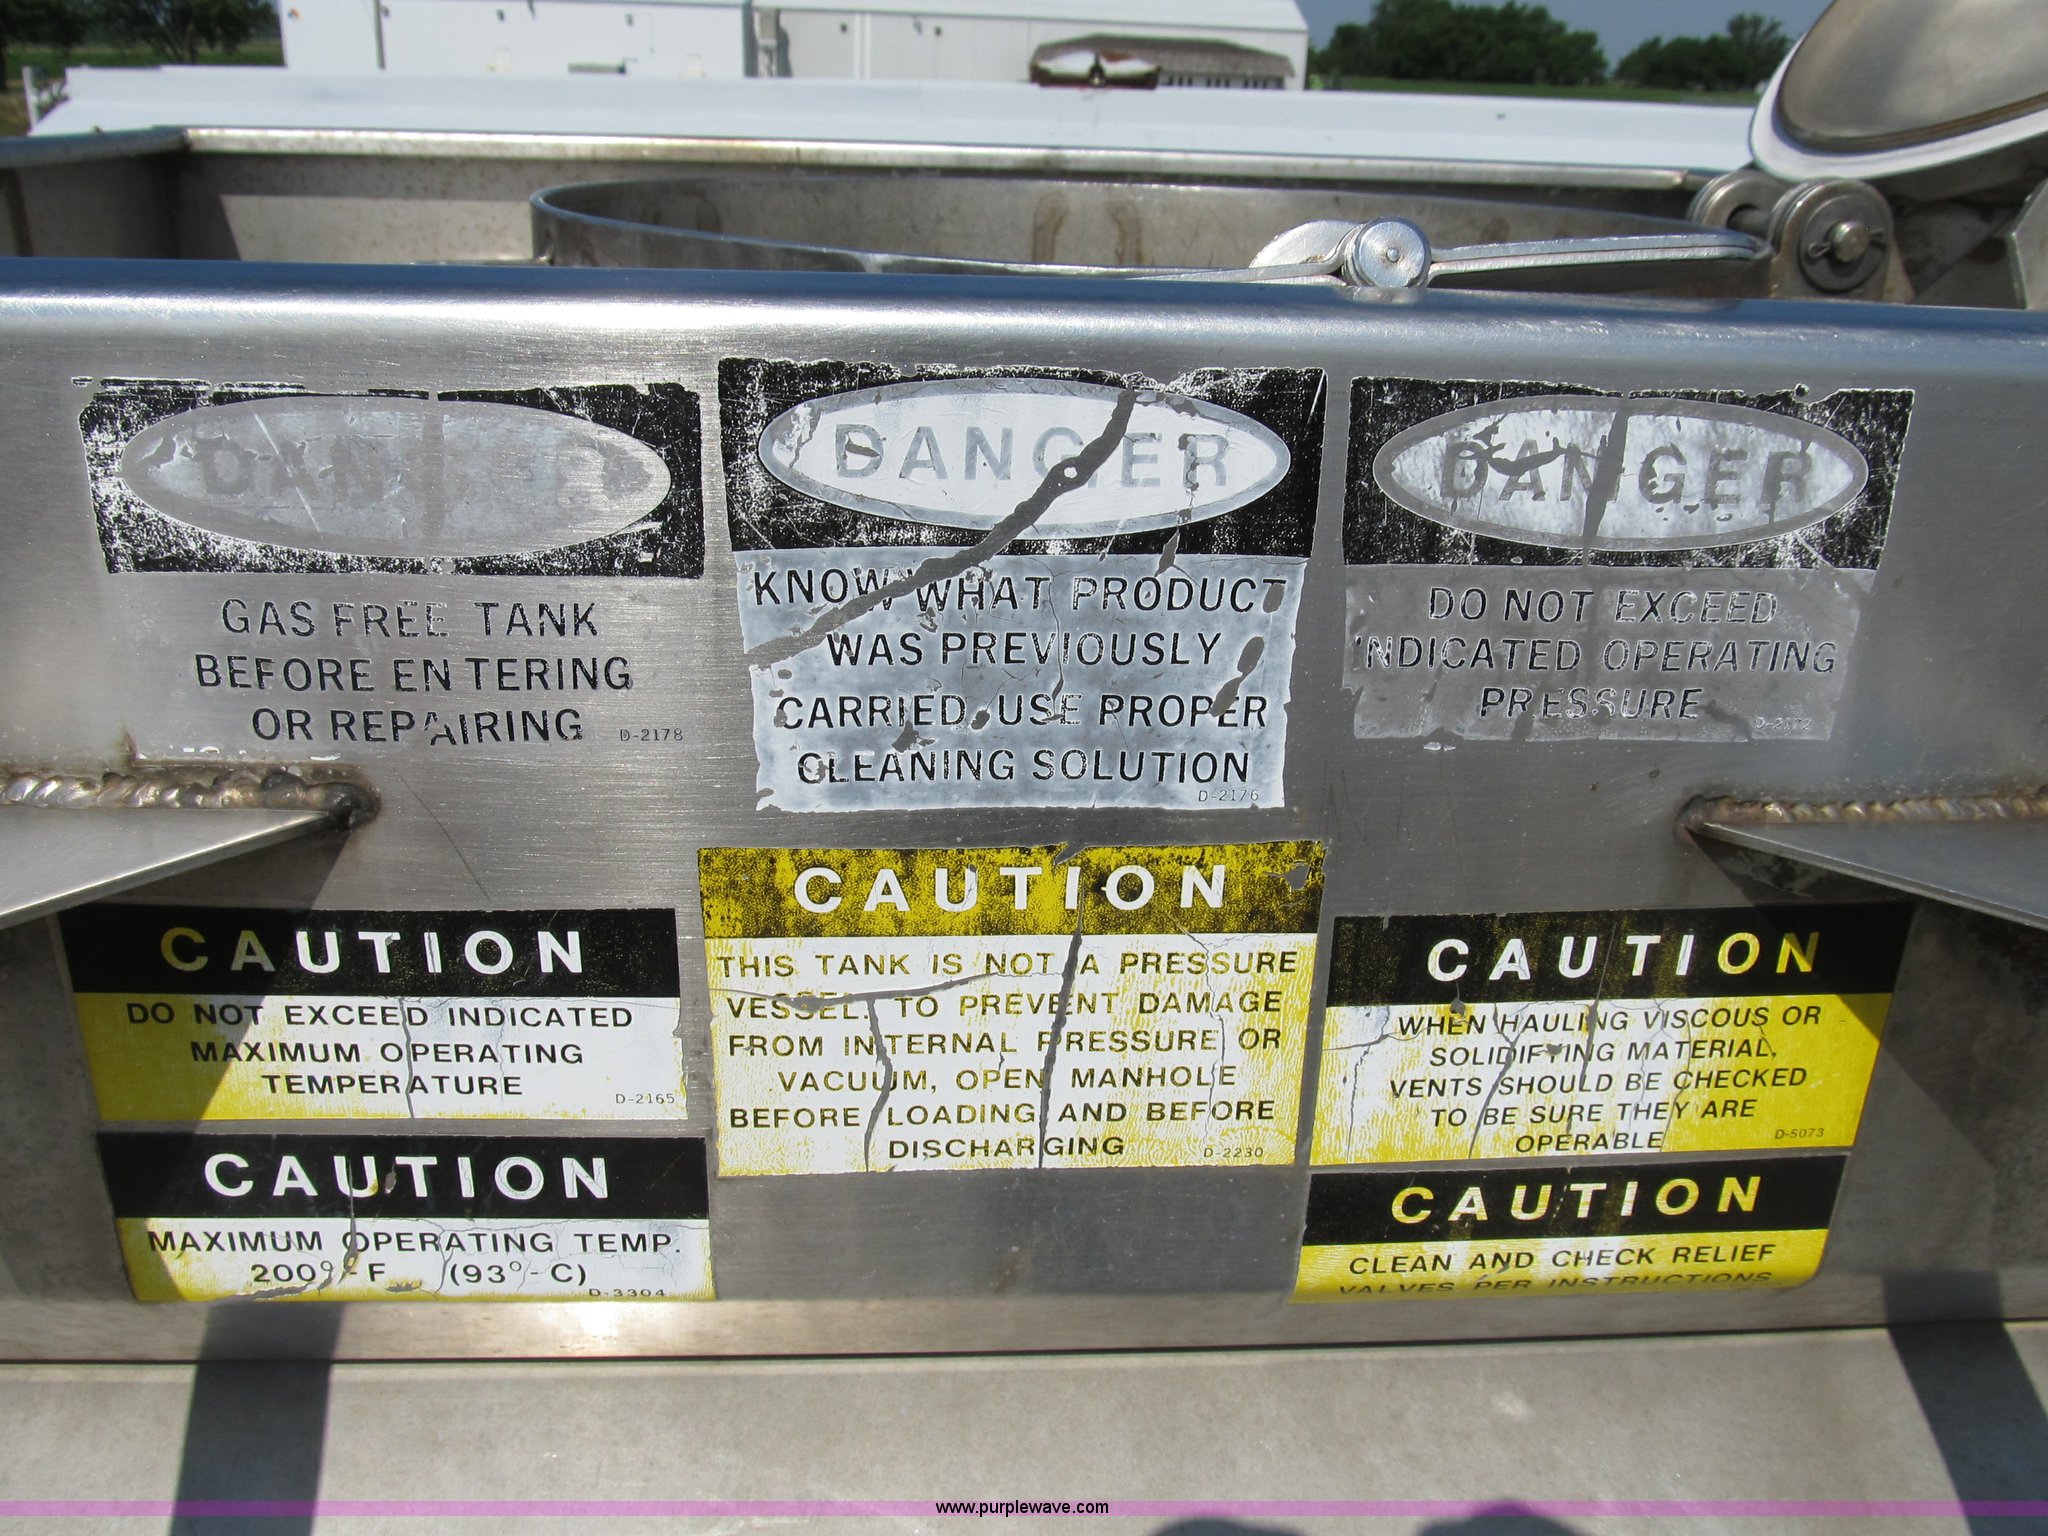 DANGER
GAS FREE TANK
BEFORE ENTERING
OR REPAIRING
D-2178
DANGER
KNOW WHAT PRODUCT
WAS PREVIOUSLY
CARRIED, USE PROPER
CLEANING SOLUTION
D-2176
DANGER
DO NOT EXCEED
INDICATED OPERATING
PRESSURE
D-2172
CAUTION
DO NOT EXCEED INDICATED
MAXIMUM OPERATING
TEMPERATURE
D-2165
CAUTION
MAXIMUM OPERATING TEMP.
200°-F (93°-C)
D-3304
CAUTION
THIS TANK IS NOT A PRESSURE
VESSEL. TO PREVENT DAMAGE
FROM INTERNAL PRESSURE OR
VACUUM, OPEN MANHOLE
BEFORE LOADING AND BEFORE
DISCHARGING
D-2230
CAUTION
WHEN HAULING VISCOUS OR
SOLIDIFYING MATERIAL,
VENTS SHOULD BE CHECKED
TO BE SURE THEY ARE
OPERABLE
D-5073
CAUTION
CLEAN AND CHECK RELIEF
VALVES PER INSTRUCTIONS
www.purplewave.com